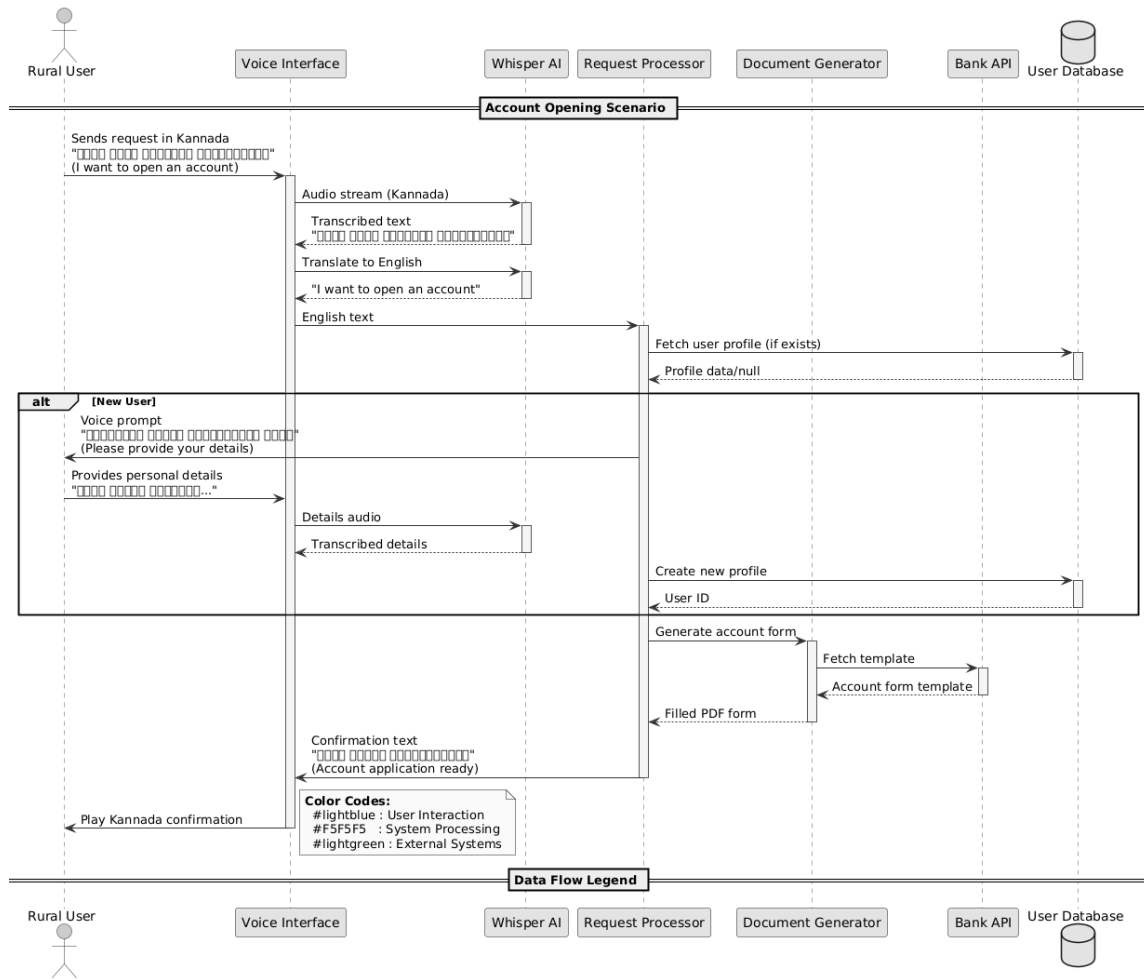 Rural User
Voice Interface
Whisper AI
Request Processor
Document Generator
Bank API
User Database
Account Opening Scenario
Sends request in Kannada
(I want to open an account)
Audio stream (Kannada)
Transcribed text
Translate to English
"I want to open an account"
English text
Fetch user profile (if exists)
Profile data/null
alt
[New User]
Voice prompt
(Please provide your details)
Provides personal details
Details audio
Transcribed details
Create new profile
User ID
Generate account form
Fetch template
Account form template
Filled PDF form
Confirmation text
(Account application ready)
Color Codes:
#lightblue : User Interaction
#F5F5F5 : System Processing
#lightgreen : External Systems
Play Kannada confirmation
Data Flow Legend
Rural User
Voice Interface
Whisper AI
Request Processor
Document Generator
Bank API
User Database